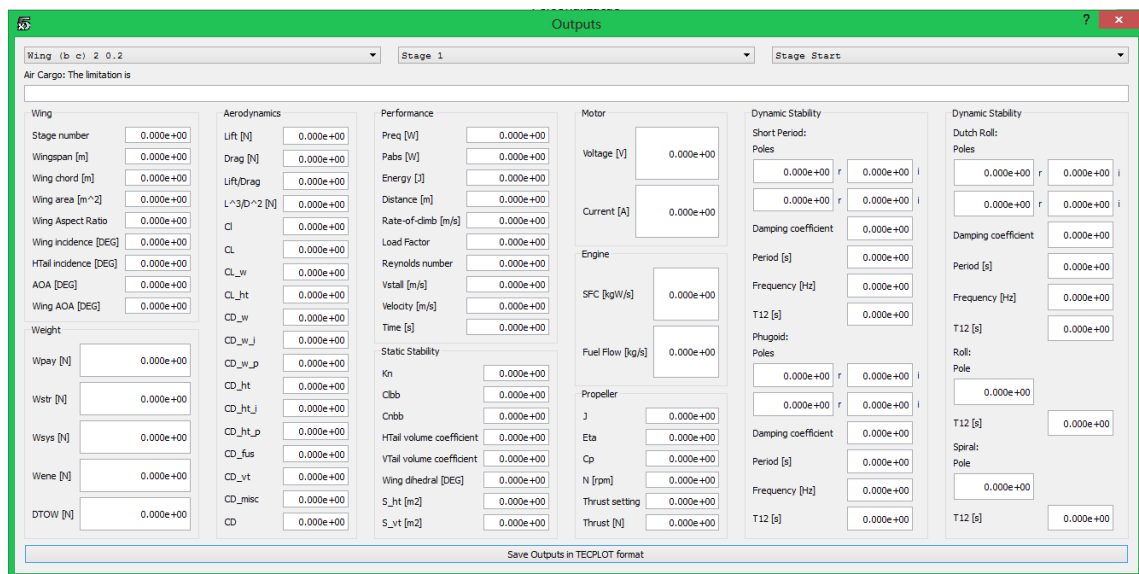 Outputs
? ×
Wing (b c) 2 0.2
Stage 1
Stage Start
Air Cargo: The limitation is
Wing
Stage number 0.000e+00
Wingspan [m] 0.000e+00
Wing chord [m] 0.000e+00
Wing area [m^2] 0.000e+00
Wing Aspect Ratio 0.000e+00
Wing incidence [DEG] 0.000e+00
HTail incidence [DEG] 0.000e+00
AOA [DEG] 0.000e+00
Wing AOA [DEG] 0.000e+00
Weight
Wpay [N] 0.000e+00
Wstr [N] 0.000e+00
Wsys [N] 0.000e+00
Wene [N] 0.000e+00
DTOW [N] 0.000e+00
Aerodynamics
Lift [N] 0.000e+00
Drag [N] 0.000e+00
Lift/Drag 0.000e+00
L^3/D^2 [N] 0.000e+00
Cl 0.000e+00
CL 0.000e+00
CL_w 0.000e+00
CL_ht 0.000e+00
CD_w 0.000e+00
CD_w_i 0.000e+00
CD_w_p 0.000e+00
CD_ht 0.000e+00
CD_ht_i 0.000e+00
CD_ht_p 0.000e+00
CD_fus 0.000e+00
CD_vt 0.000e+00
CD_misc 0.000e+00
CD 0.000e+00
Performance
Preq [W] 0.000e+00
Pabs [W] 0.000e+00
Energy [J] 0.000e+00
Distance [m] 0.000e+00
Rate-of-climb [m/s] 0.000e+00
Load Factor 0.000e+00
Reynolds number 0.000e+00
Vstall [m/s] 0.000e+00
Velocity [m/s] 0.000e+00
Time [s] 0.000e+00
Static Stability
Kn 0.000e+00
Clbb 0.000e+00
Cnbb 0.000e+00
HTail volume coefficient 0.000e+00
VTail volume coefficient 0.000e+00
Wing dihedral [DEG] 0.000e+00
S_ht [m2] 0.000e+00
S_vt [m2] 0.000e+00
Motor
Voltage [V] 0.000e+00
Current [A] 0.000e+00
Engine
SFC [kgW/s] 0.000e+00
Fuel Flow [kg/s] 0.000e+00
Propeller
J 0.000e+00
Eta 0.000e+00
Cp 0.000e+00
N [rpm] 0.000e+00
Thrust setting 0.000e+00
Thrust [N] 0.000e+00
Dynamic Stability
Short Period:
Poles
0.000e+00 r 0.000e+00 i
0.000e+00 r 0.000e+00 i
Damping coefficient 0.000e+00
Period [s] 0.000e+00
Frequency [Hz] 0.000e+00
T12 [s] 0.000e+00
Phugoid:
Poles
0.000e+00 r 0.000e+00 i
0.000e+00 r 0.000e+00 i
Damping coefficient 0.000e+00
Period [s] 0.000e+00
Frequency [Hz] 0.000e+00
T12 [s] 0.000e+00
Dynamic Stability
Dutch Roll:
Poles
0.000e+00 r 0.000e+00 i
0.000e+00 r 0.000e+00 i
Damping coefficient 0.000e+00
Period [s] 0.000e+00
Frequency [Hz] 0.000e+00
T12 [s] 0.000e+00
Roll:
Pole
0.000e+00
T12 [s] 0.000e+00
Spiral:
Pole
0.000e+00
T12 [s] 0.000e+00
Save Outputs in TECPLOT format